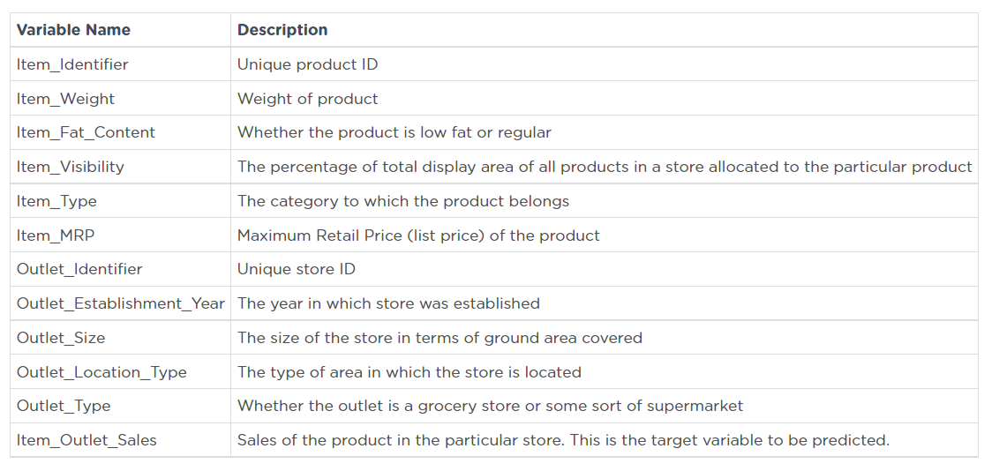 Variable Name Description
Item_Identifier Unique product ID
Item_Weight Weight of product
Item_Fat_Content Whether the product is low fat or regular
Item_Visibility The percentage of total display area of all products in a store allocated to the particular product
Item_Type The category to which the product belongs
Item_MRP Maximum Retail Price (list price) of the product
Outlet_Identifier Unique store ID
Outlet_Establishment_Year The year in which store was established
Outlet_Size The size of the store in terms of ground area covered
Outlet_Location_Type The type of area in which the store is located
Outlet_Type Whether the outlet is a grocery store or some sort of supermarket
Item_Outlet_Sales Sales of the product in the particular store. This is the target variable to be predicted.